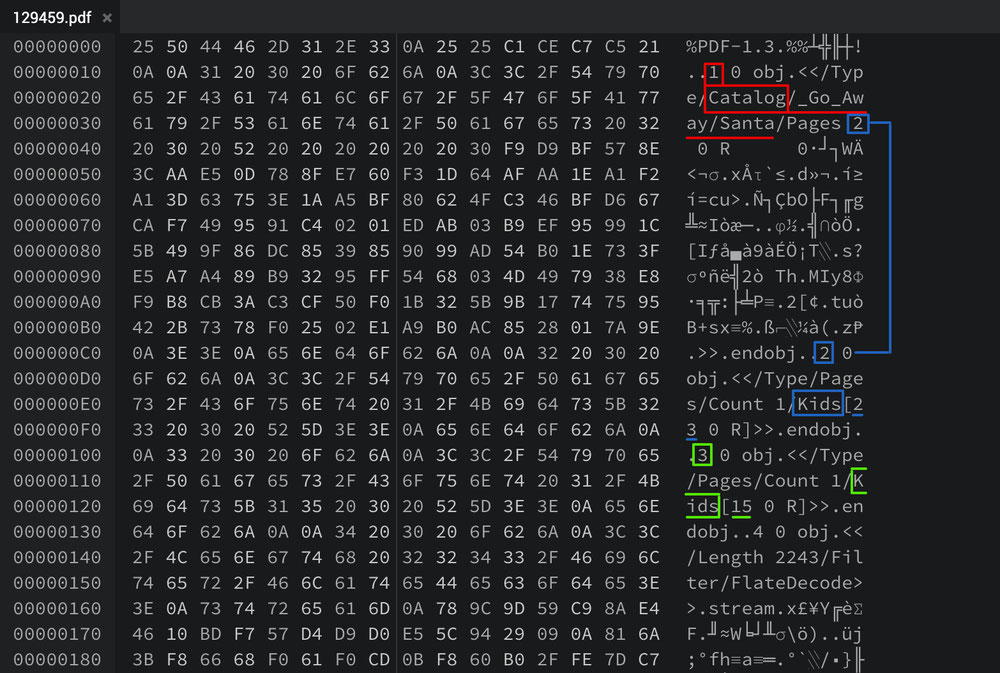 129459.pdf ×
00000000 25 50 44 46 2D 31 2E 33 0A 25 25 C1 CE C7 C5 21 %PDF-1.3.%%┴╬╟┼!
00000010 0A 0A 31 20 30 20 6F 62 6A 0A 3C 3C 2F 54 79 70 ..1 0 obj.<</Typ
00000020 65 2F 43 61 74 61 6C 6F 67 2F 5F 47 6F 5F 41 77 e/Catalog/_Go_Aw
00000030 61 79 2F 53 61 6E 74 61 2F 50 61 67 65 73 20 32 ay/Santa/Pages 2
00000040 20 30 20 52 20 20 20 20 20 20 30 F9 D9 BF 57 8E 0 R 0·┘┐WÄ
00000050 3C AA E5 0D 78 8F E7 60 F3 1D 64 AF AA 1E A1 F2 <¬σ.xÅτ`≤.d»¬.í≥
00000060 A1 3D 63 75 3E 1A A5 BF 80 62 4F C3 46 BF D6 67 í=cu>.Ñ┐ÇbO├F┐╓g
00000070 CA F7 49 95 91 C4 02 01 ED AB 03 B9 EF 95 99 1C ╩≈Iòæ─..φ½.╣∩òÖ.
00000080 5B 49 9F 86 DC 85 39 85 90 99 AD 54 B0 1E 73 3F [Iƒå▄à9àÉÖ¡T░.s?
00000090 E5 A7 A4 89 B9 32 95 FF 54 68 03 4D 49 79 38 E8 σºñë╣2ò Th.MIy8Φ
000000A0 F9 B8 CB 3A C3 CF 50 F0 1B 32 5B 9B 17 74 75 95 ·╕╦:├╧P≡.2[¢.tuò
000000B0 42 2B 73 78 F0 25 02 E1 A9 B0 AC 85 28 01 7A 9E B+sx≡%.ß⌐░¼à(.z₧
000000C0 0A 3E 3E 0A 65 6E 64 6F 62 6A 0A 0A 32 20 30 20 .>>.endobj..2 0
000000D0 6F 62 6A 0A 3C 3C 2F 54 79 70 65 2F 50 61 67 65 obj.<</Type/Page
000000E0 73 2F 43 6F 75 6E 74 20 31 2F 4B 69 64 73 5B 32 s/Count 1/Kids[2
000000F0 33 20 30 20 52 5D 3E 3E 0A 65 6E 64 6F 62 6A 0A 3 0 R]>>.endobj.
00000100 0A 33 20 30 20 6F 62 6A 0A 3C 3C 2F 54 79 70 65 .3 0 obj.<</Type
00000110 2F 50 61 67 65 73 2F 43 6F 75 6E 74 20 31 2F 4B /Pages/Count 1/K
00000120 69 64 73 5B 31 35 20 30 20 52 5D 3E 3E 0A 65 6E ids[15 0 R]>>.en
00000130 64 6F 62 6A 0A 0A 34 20 30 20 6F 62 6A 0A 3C 3C dobj..4 0 obj.<<
00000140 2F 4C 65 6E 67 74 68 20 32 32 34 33 2F 46 69 6C /Length 2243/Fil
00000150 74 65 72 2F 46 6C 61 74 65 44 65 63 6F 64 65 3E ter/FlateDecode>
00000160 3E 0A 73 74 72 65 61 6D 0A 78 9C 9D 59 C9 8A E4 >.stream.x£¥Y╔èΣ
00000170 46 10 BD F7 57 D4 D9 D0 E5 5C 94 29 09 0A 81 6A F.╜≈W╘┘╨σ\ö)..üj
00000180 3B F8 66 68 F0 61 F0 CD 0B F8 60 B0 2F FE 7D C7 ;°fh≡a≡═.°`░/▪}╟